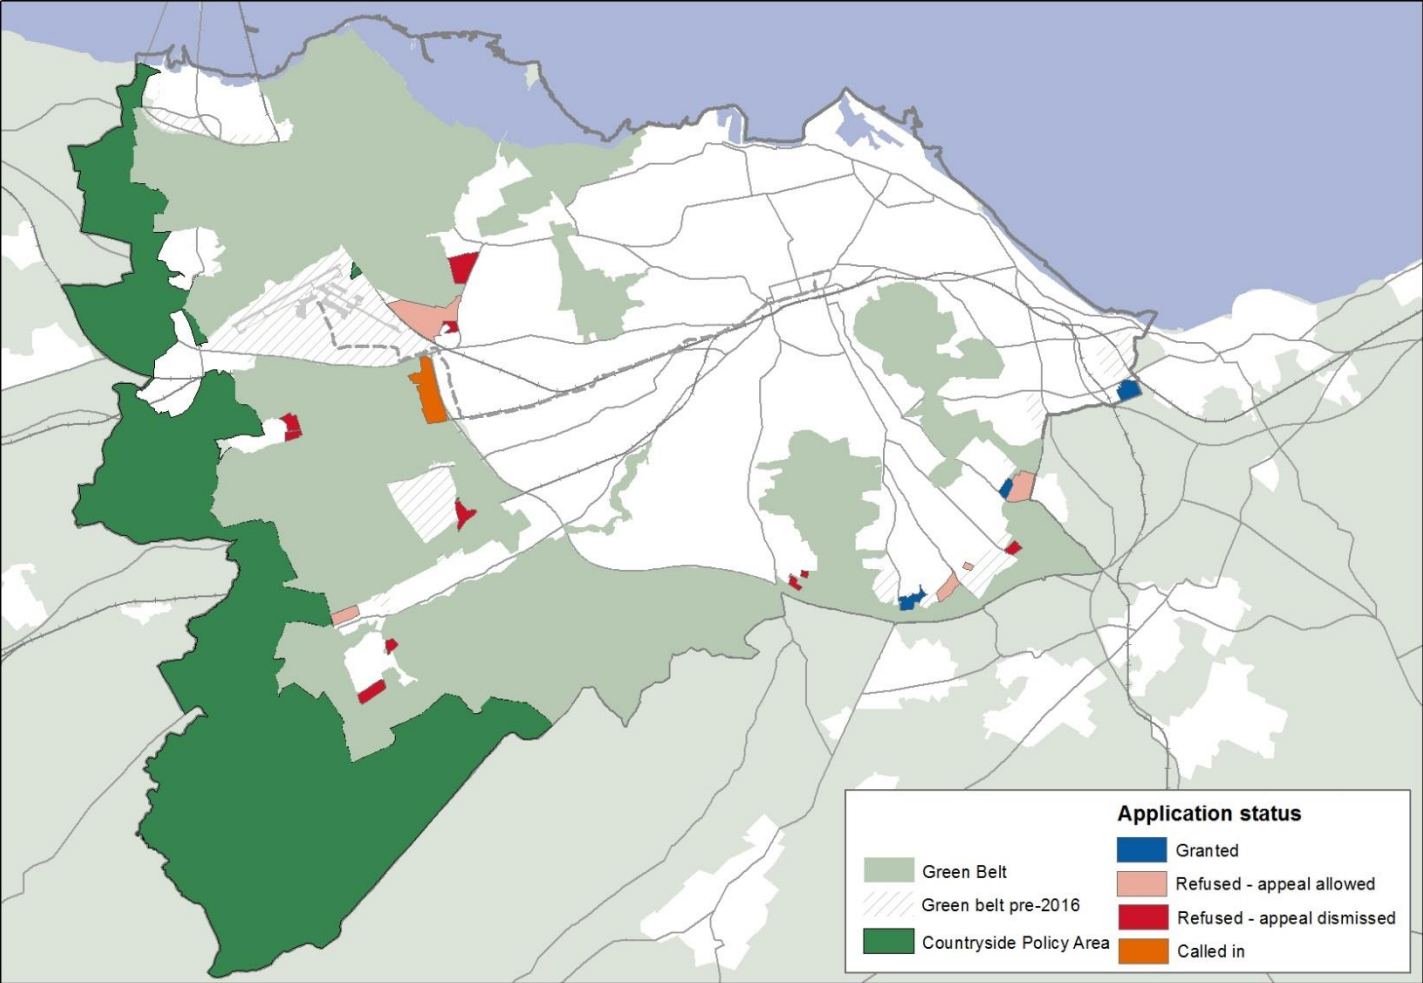 Green Belt
Green belt pre-2016
Countryside Policy Area
Application status
Granted
Refused - appeal allowed
Refused - appeal dismissed
Called in